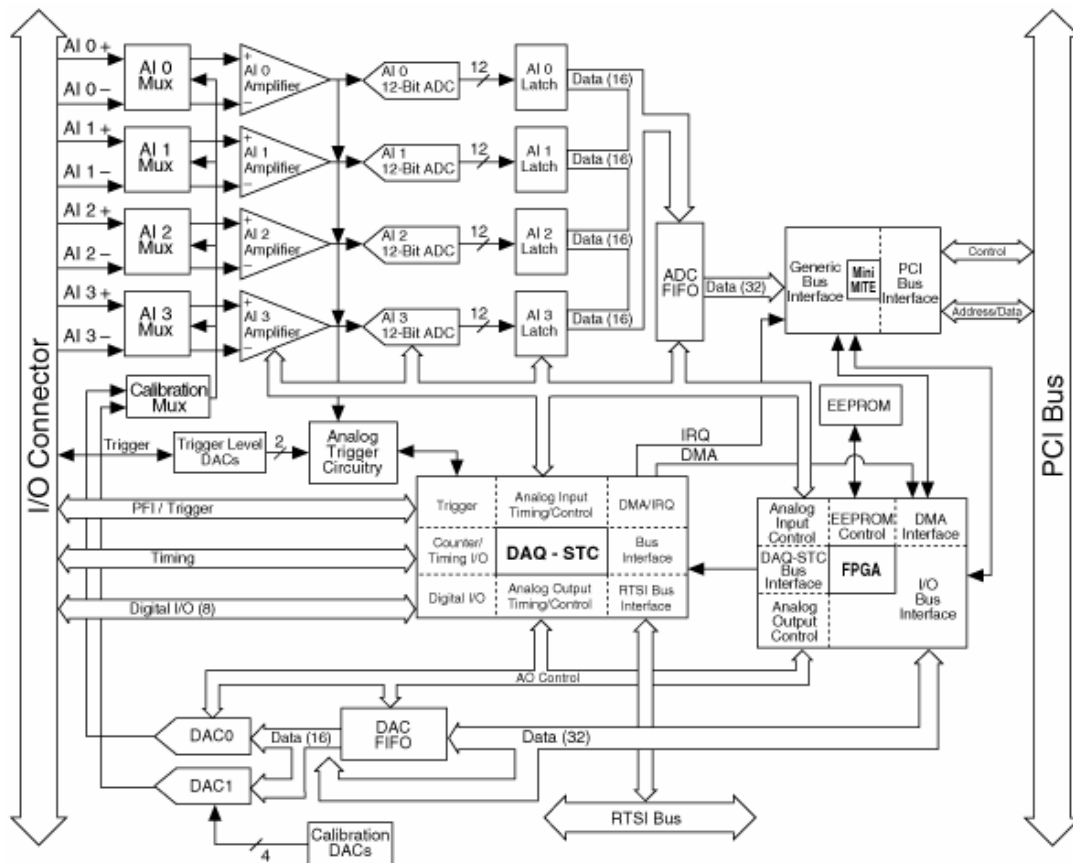 I/O Connector
AI 0 +
AI 0 –
AI 0
Mux
+
AI 0
Amplifier
–
AI 0
12-Bit ADC
12
AI 0
Latch
Data (16)
AI 1 +
AI 1 –
AI 1
Mux
+
AI 1
Amplifier
–
AI 1
12-Bit ADC
12
AI 1
Latch
Data (16)
AI 2 +
AI 2 –
AI 2
Mux
+
AI 2
Amplifier
–
AI 2
12-Bit ADC
12
AI 2
Latch
Data (16)
AI 3 +
AI 3 –
AI 3
Mux
+
AI 3
Amplifier
–
AI 3
12-Bit ADC
12
AI 3
Latch
Data (16)
ADC
FIFO
Data (32)
Generic
Bus
Interface
Mini
MITE
PCI
Bus
Interface
Control
Address/Data
PCI Bus
Calibration
Mux
Trigger
Trigger Level
DACs
2
Analog
Trigger
Circuitry
IRQ
DMA
EEPROM
PFI / Trigger
Timing
Digital I/O (8)
Trigger
Analog Input
Timing/Control
DMA/IRQ
Counter/
Timing I/O
DAQ - STC
Bus
Interface
Digital I/O
Analog Output
Timing/Control
RTSI Bus
Interface
Analog
Input
Control
EEPROM
Control
DMA
Interface
DAQ-STC
Bus
Interface
FPGA
I/O
Bus
Interface
Analog
Output
Control
AO Control
DAC0
Data (16)
DAC
FIFO
Data (32)
DAC1
4
Calibration
DACs
RTSI Bus